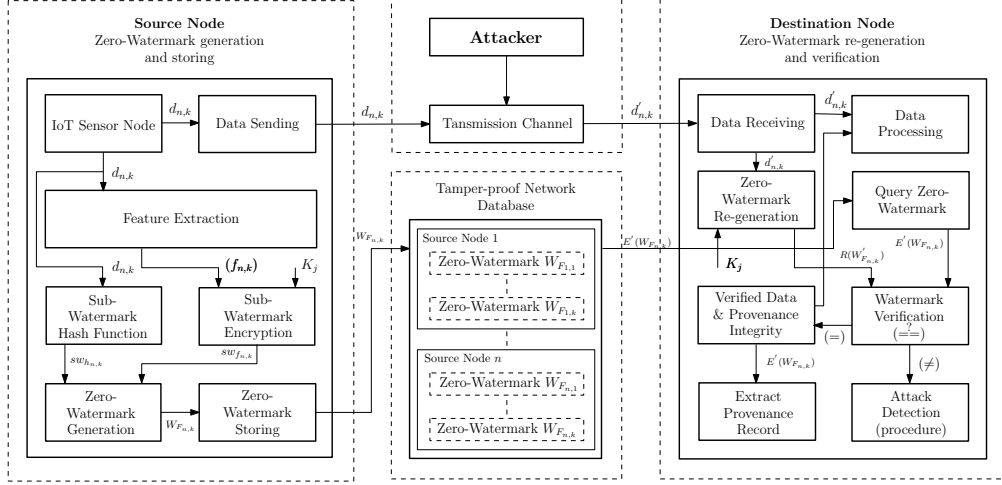 Source Node
Zero-Watermark generation
and storing
IoT Sensor Node
d_{n,k}
Data Sending
d_{n,k}
d_{n,k}
Feature Extraction
d_{n,k}
(f_{n,k})
K_j
Sub-
Watermark
Hash Function
Sub-
Watermark
Encryption
sw_{h_{n,k}}
sw_{f_{n,k}}
Zero-
Watermark
Generation
W_{F_{n,k}}
Zero-
Watermark
Storing
W_{F_{n,k}}
Attacker
Tansmission Channel
d'_{n,k}
Tamper-proof Network
Database
Source Node 1
Zero-Watermark W_{F_{1,1}}
Zero-Watermark W_{F_{1,k}}
Source Node n
Zero-Watermark W_{F_{n,1}}
Zero-Watermark W_{F_{n,k}}
E'(W_{F_{n,k}})
Destination Node
Zero-Watermark re-generation
and verification
Data Receiving
d'_{n,k}
Data
Processing
d'_{n,k}
Zero-
Watermark
Re-generation
K_j
Query Zero-
Watermark
E'(W_{F_{n,k}})
R(W'_{F_{n,k}})
Verified Data
& Provenance
Integrity
(=)
Watermark
Verification
(=?=)
E'(W_{F_{n,k}})
(≠)
Extract
Provenance
Record
Attack
Detection
(procedure)